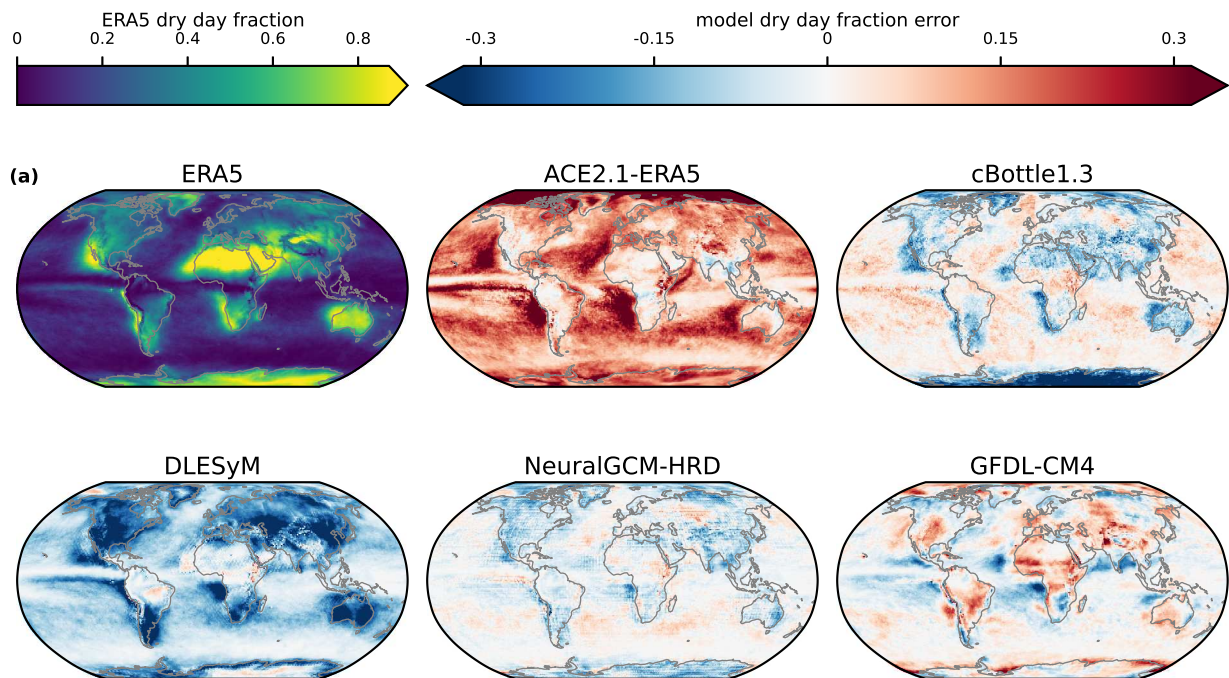 ERA5 dry day fraction
0 0.2 0.4 0.6 0.8
model dry day fraction error
-0.3 -0.15 0 0.15 0.3
(a)
ERA5
ACE2.1-ERA5
cBottle1.3
DLESyM
NeuralGCM-HRD
GFDL-CM4